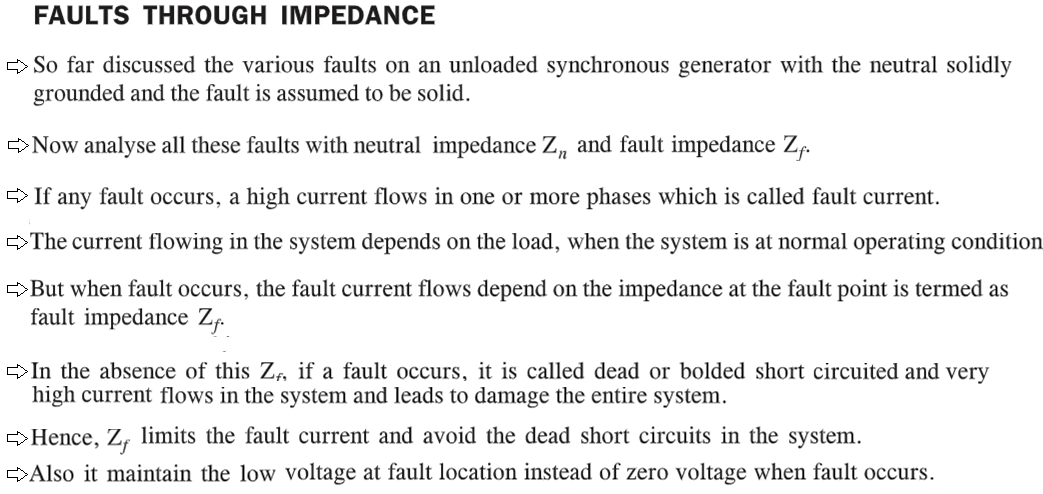 FAULTS THROUGH IMPEDANCE
⇨ So far discussed the various faults on an unloaded synchronous generator with the neutral solidly
grounded and the fault is assumed to be solid.
⇨ Now analyse all these faults with neutral impedance Zn and fault impedance Zf.
⇨ If any fault occurs, a high current flows in one or more phases which is called fault current.
⇨ The current flowing in the system depends on the load, when the system is at normal operating condition
⇨ But when fault occurs, the fault current flows depend on the impedance at the fault point is termed as
fault impedance Zf.
⇨ In the absence of this Zf, if a fault occurs, it is called dead or bolded short circuited and very
high current flows in the system and leads to damage the entire system.
⇨ Hence, Zf limits the fault current and avoid the dead short circuits in the system.
⇨ Also it maintain the low voltage at fault location instead of zero voltage when fault occurs.